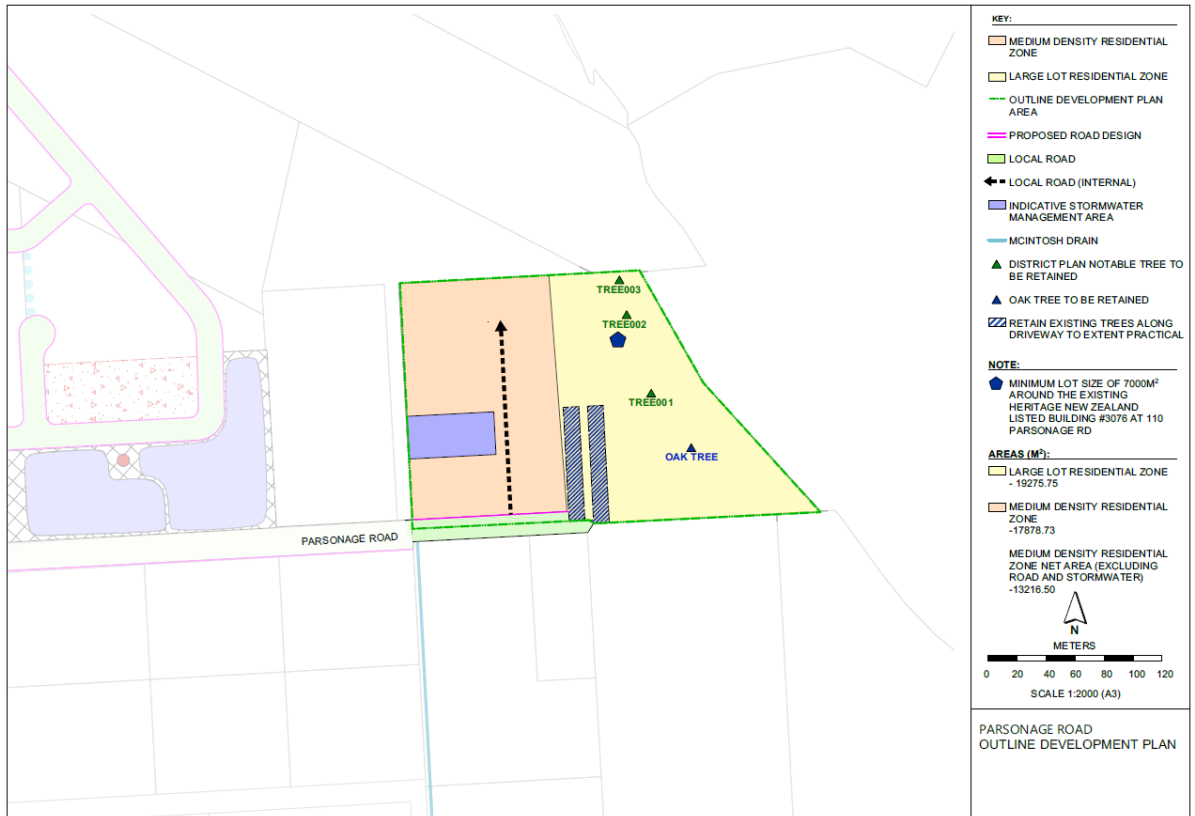 TREE003
TREE002
TREE001
OAK TREE
PARSONAGE ROAD
KEY:
MEDIUM DENSITY RESIDENTIAL
ZONE
LARGE LOT RESIDENTIAL ZONE
OUTLINE DEVELOPMENT PLAN
AREA
PROPOSED ROAD DESIGN
LOCAL ROAD
LOCAL ROAD (INTERNAL)
INDICATIVE STORMWATER
MANAGEMENT AREA
MCINTOSH DRAIN
DISTRICT PLAN NOTABLE TREE TO
BE RETAINED
OAK TREE TO BE RETAINED
RETAIN EXISTING TREES ALONG
DRIVEWAY TO EXTENT PRACTICAL
NOTE:
MINIMUM LOT SIZE OF 7000M²
AROUND THE EXISTING
HERITAGE NEW ZEALAND
LISTED BUILDING #3076 AT 110
PARSONAGE RD
AREAS (M²):
LARGE LOT RESIDENTIAL ZONE
- 19275.75
MEDIUM DENSITY RESIDENTIAL
ZONE
-17878.73
MEDIUM DENSITY RESIDENTIAL
ZONE NET AREA (EXCLUDING
ROAD AND STORMWATER)
-13216.50
N
METERS
0 20 40 60 80 100 120
SCALE 1:2000 (A3)
PARSONAGE ROAD
OUTLINE DEVELOPMENT PLAN